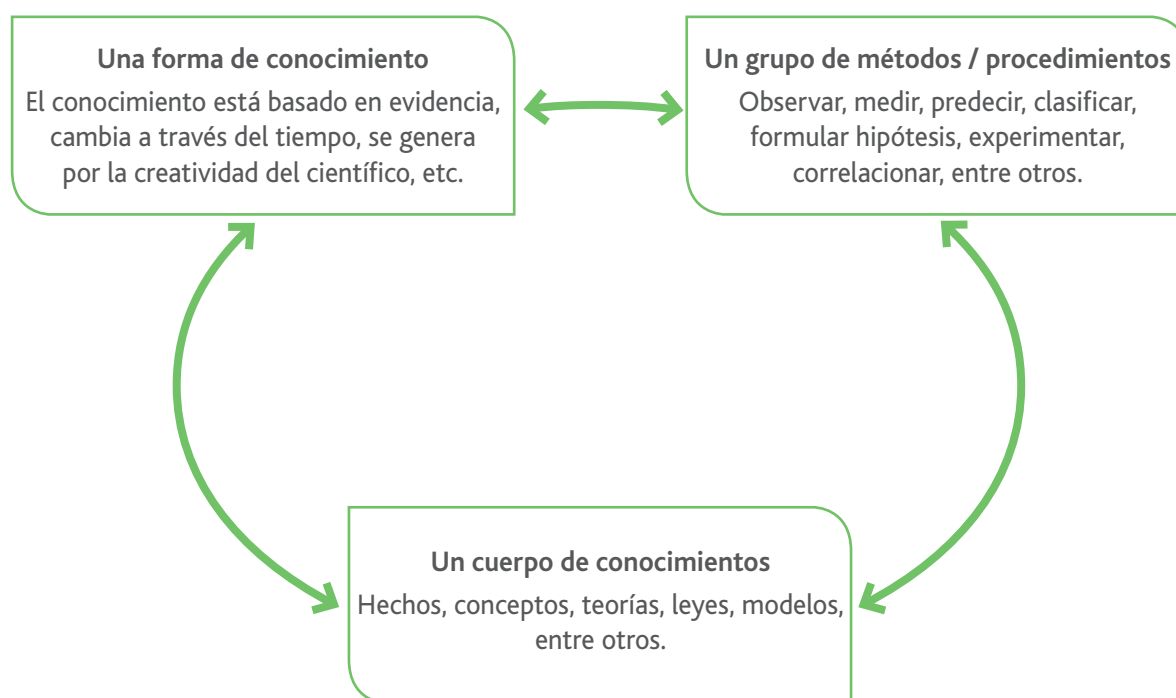 Una forma de conocimiento
El conocimiento está basado en evidencia,
cambia a través del tiempo, se genera
por la creatividad del científico, etc.
Un grupo de métodos / procedimientos
Observar, medir, predecir, clasificar,
formular hipótesis, experimentar,
correlacionar, entre otros.
Un cuerpo de conocimientos
Hechos, conceptos, teorías, leyes, modelos,
entre otros.